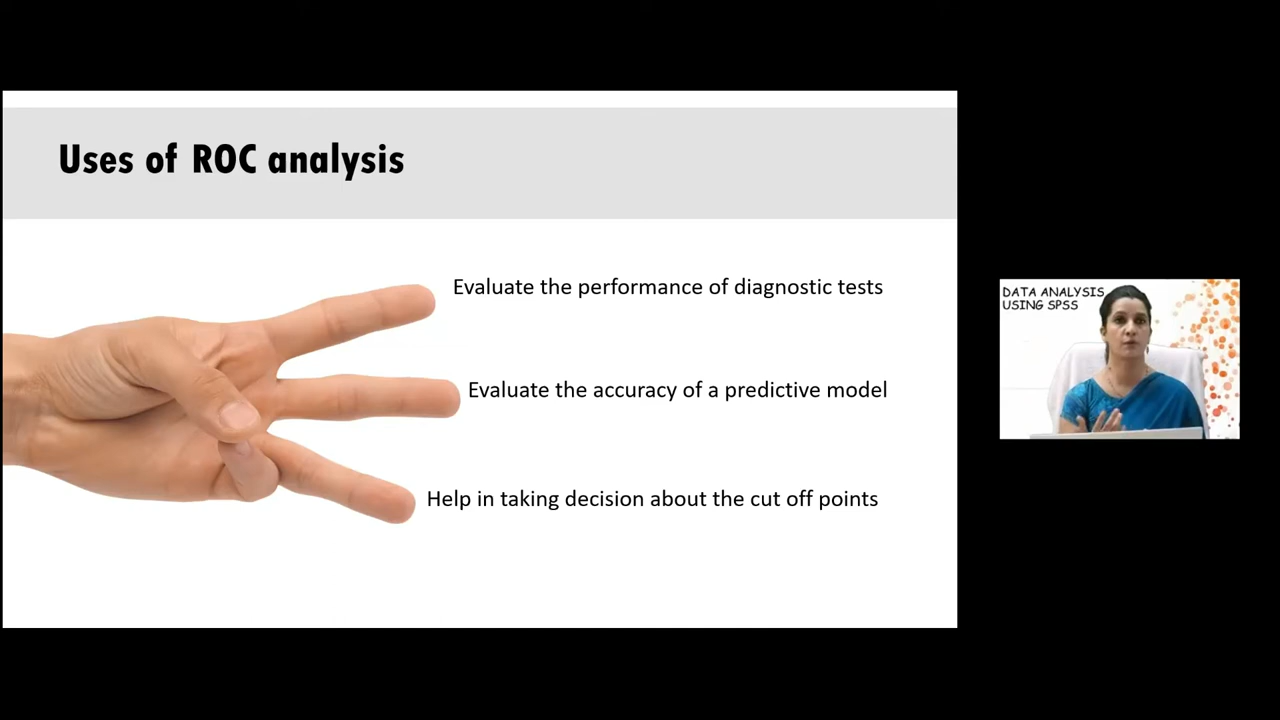 Uses of ROC analysis
Evaluate the performance of diagnostic tests
Evaluate the accuracy of a predictive model
Help in taking decision about the cut off points
DATA ANALYSIS
USING SPSS